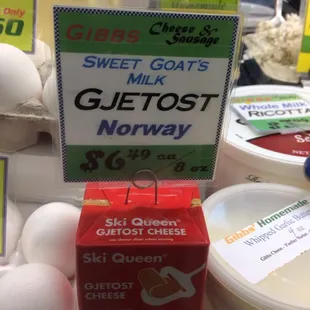 Only
50
GIBBS Cheese & Sausage
SWEET GOAT'S
MILK
GJETOST
Norway
$6 49 ea 8 oz
Whole Milk
RICOTTA
Ski Queen
GJETOST CHEESE
Ski Queen
GJETOST
CHEESE
Gibbs' Homemade
Whipped Garlic